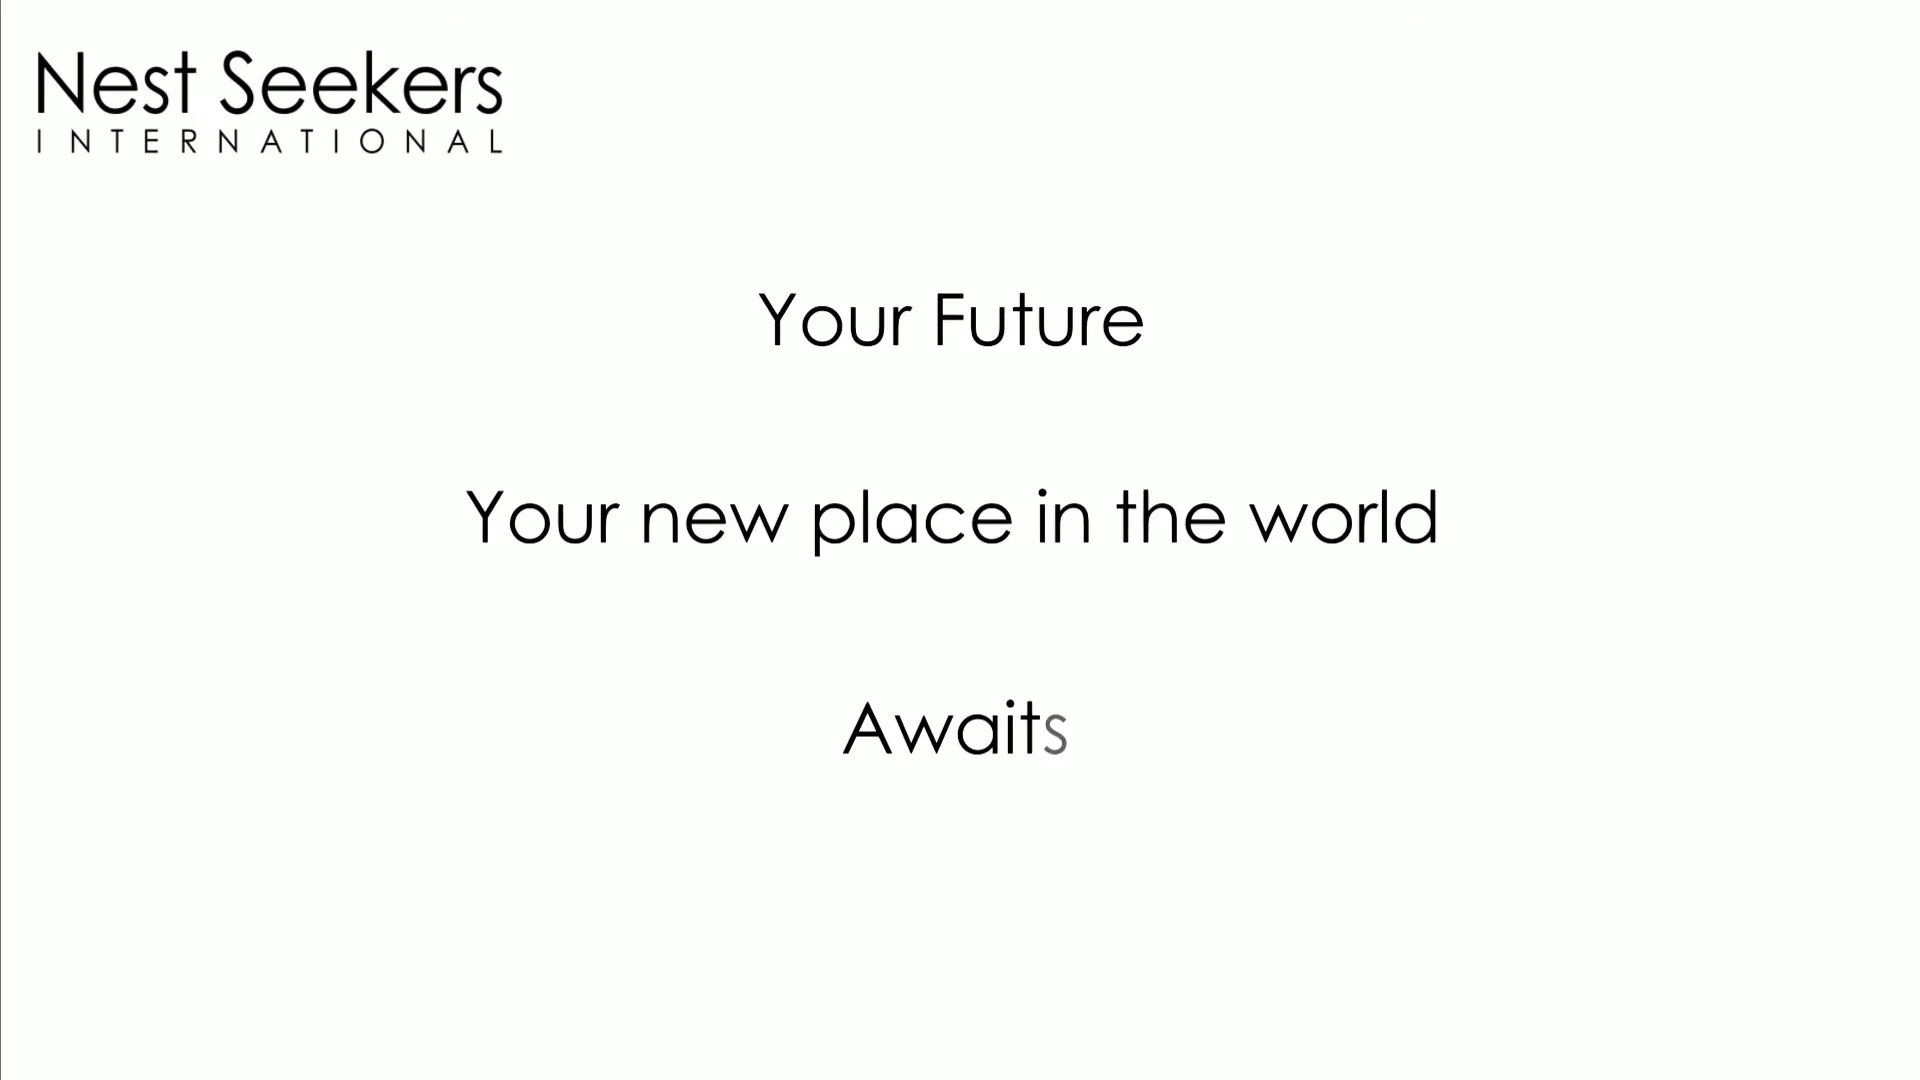 Nest Seekers
INTERNATIONAL
Your Future
Your new place in the world
Awaits